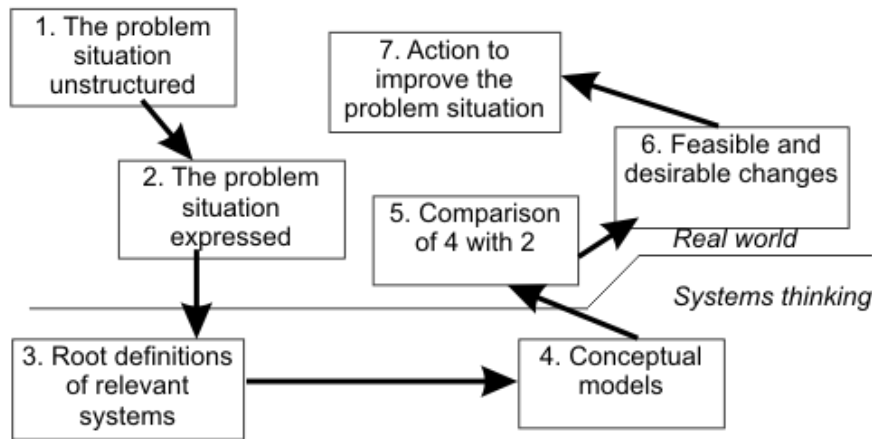 1. The problem
situation
unstructured
2. The problem
situation
expressed
3. Root definitions
of relevant
systems
4. Conceptual
models
5. Comparison
of 4 with 2
6. Feasible and
desirable changes
7. Action to
improve the
problem situation
Real world
Systems thinking